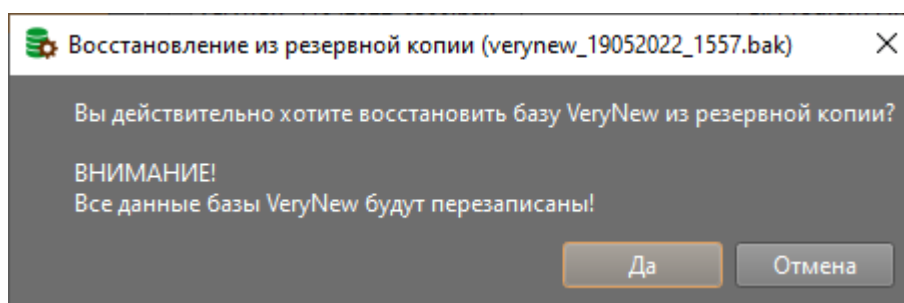 Восстановление из резервной копии (verynew_19052022_1557.bak)
Вы действительно хотите восстановить базу VeryNew из резервной копии?
ВНИМАНИЕ!
Все данные базы VeryNew будут перезаписаны!
Да
Отмена